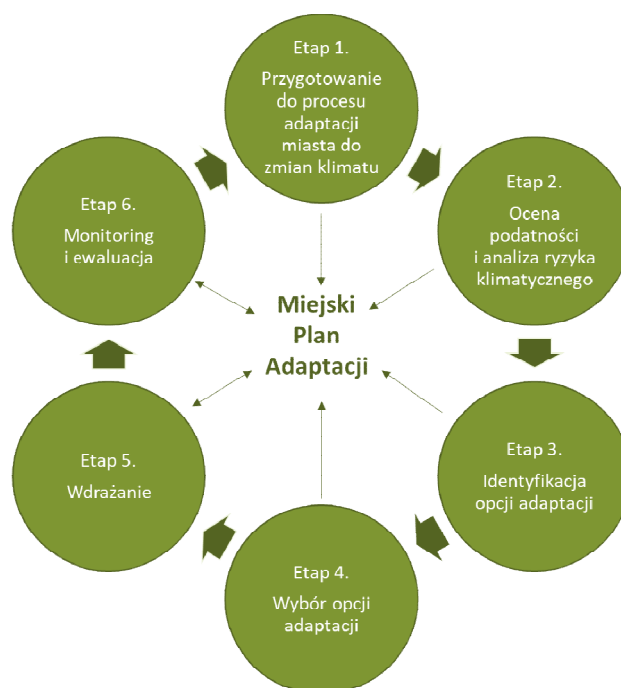 Etap 1.
Przygotowanie
do procesu
adaptacji
miasta do
zmian klimatu
Etap 2.
Ocena
podatności
i analiza ryzyka
klimatycznego
Etap 3.
Identyfikacja
opcji adaptacji
Etap 4.
Wybór opcji
adaptacji
Etap 5.
Wdrażanie
Etap 6.
Monitoring
i ewaluacja
Miejski
Plan
Adaptacji